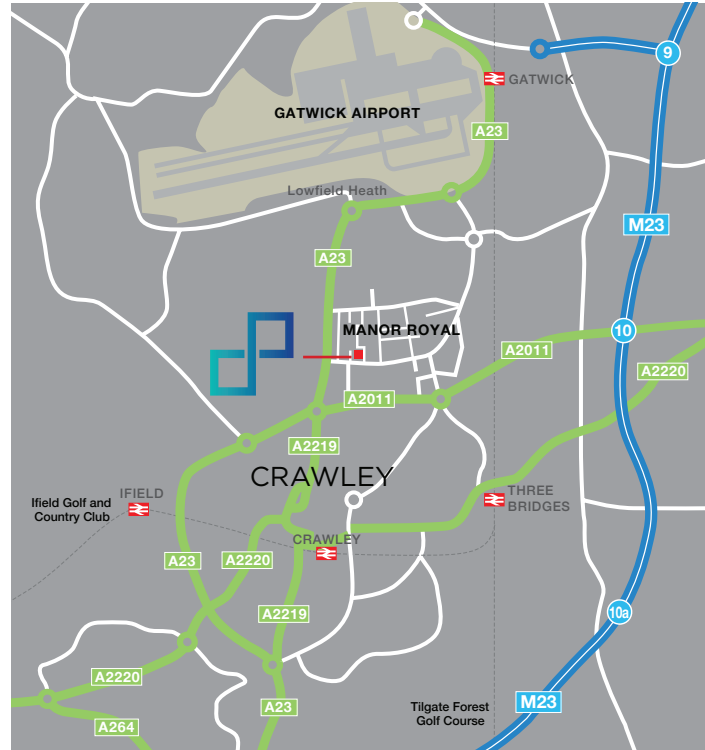 9
GATWICK
GATWICK AIRPORT
A23
Lowfield Heath
M23
A23
MANOR ROYAL
10
A2011
A2220
A2011
A2219
CRAWLEY
IFIELD
Ifield Golf and
Country Club
THREE
BRIDGES
CRAWLEY
A23
A2220
A2219
10a
A2220
A23
M23
Tilgate Forest
Golf Course
A264